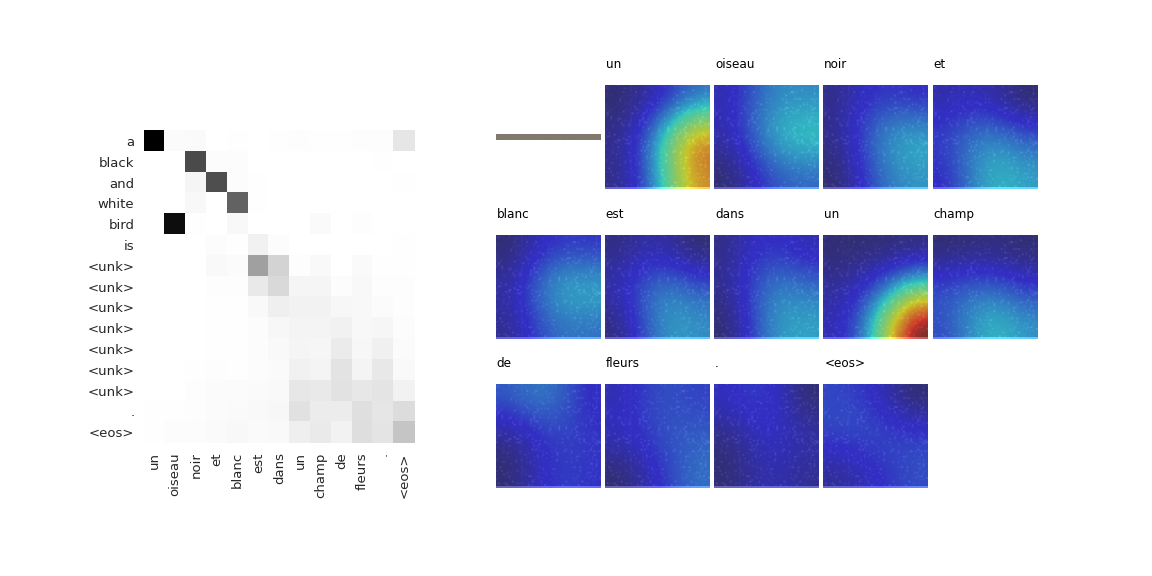 a
black
and
white
bird
is
<unk>
<unk>
<unk>
<unk>
<unk>
<unk>
<unk>
.
<eos>
un oiseau noir et blanc est dans un champ de fleurs . <eos>
un oiseau noir et
blanc est dans un champ
de fleurs . <eos>